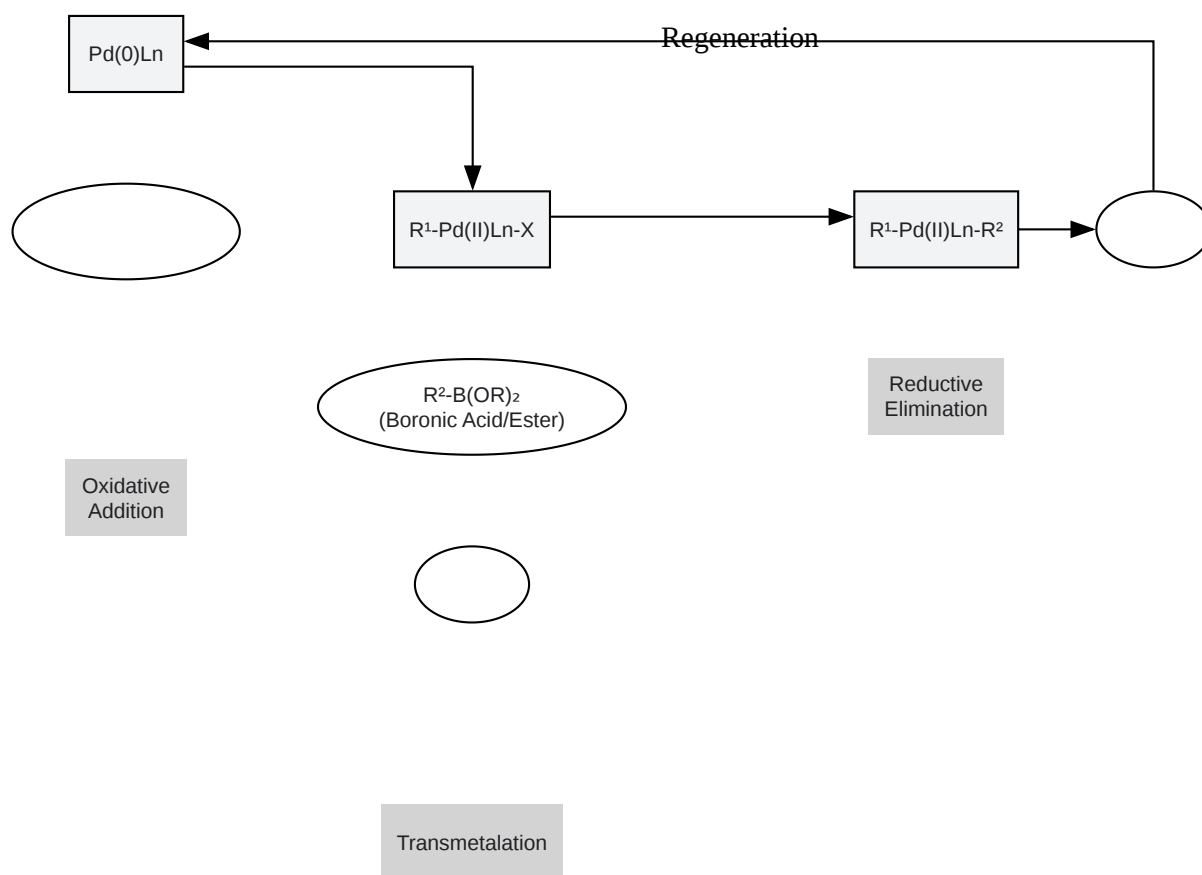 Regeneration
Pd(0)Ln
R¹-Pd(II)Ln-X
R¹-Pd(II)Ln-R²
R²-B(OR)₂
(Boronic Acid/Ester)
Reductive
Elimination
Oxidative
Addition
Transmetalation